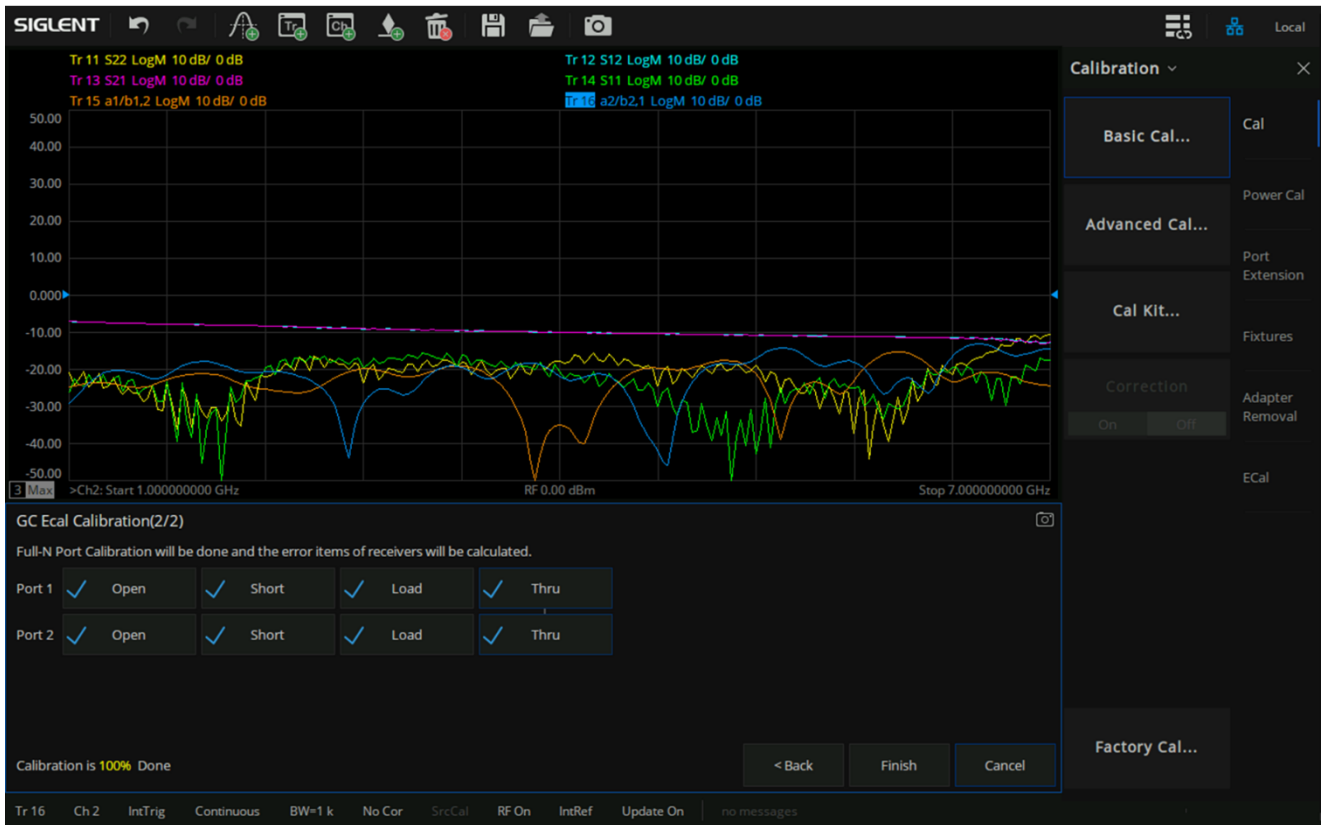 SIGLENT Tr Ch Local
Tr 11 S22 LogM 10 dB/ 0 dB Tr 12 S12 LogM 10 dB/ 0 dB
Tr 13 S21 LogM 10 dB/ 0 dB Tr 14 S11 LogM 10 dB/ 0 dB
Tr 15 a1/b1,2 LogM 10 dB/ 0 dB Tr 16 a2/b2,1 LogM 10 dB/ 0 dB
50.00
40.00
30.00
20.00
10.00
0.000
-10.00
-20.00
-30.00
-40.00
-50.00
3 Max >Ch2: Start 1.000000000 GHz RF 0.00 dBm Stop 7.000000000 GHz
Calibration
Basic Cal...
Advanced Cal...
Cal Kit...
Correction
On Off
Factory Cal...
Cal
Power Cal
Port
Extension
Fixtures
Adapter
Removal
ECal
GC Ecal Calibration(2/2)
Full-N Port Calibration will be done and the error items of receivers will be calculated.
Port 1 Open Short Load Thru
Port 2 Open Short Load Thru
Calibration is 100% Done < Back Finish Cancel
Tr 16 Ch 2 IntTrig Continuous BW=1 k No Cor SrcCal RF On IntRef Update On no messages